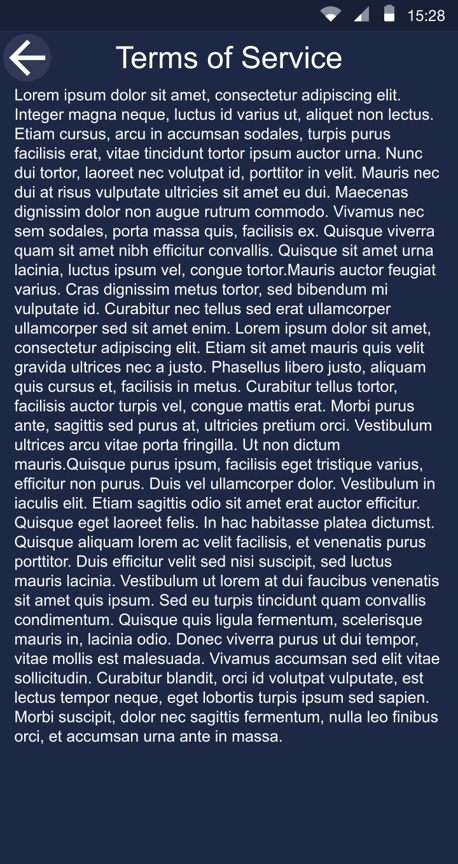 15:28
Terms of Service
Lorem ipsum dolor sit amet, consectetur adipiscing elit.
Integer magna neque, luctus id varius ut, aliquet non lectus.
Etiam cursus, arcu in accumsan sodales, turpis purus
facilisis erat, vitae tincidunt tortor ipsum auctor urna. Nunc
dui tortor, laoreet nec volutpat id, porttitor in velit. Mauris nec
dui at risus vulputate ultricies sit amet eu dui. Maecenas
dignissim dolor non augue rutrum commodo. Vivamus nec
sem sodales, porta massa quis, facilisis ex. Quisque viverra
quam sit amet nibh efficitur convallis. Quisque sit amet urna
lacinia, luctus ipsum vel, congue tortor.Mauris auctor feugiat
varius. Cras dignissim metus tortor, sed bibendum mi
vulputate id. Curabitur nec tellus sed erat ullamcorper
ullamcorper sed sit amet enim. Lorem ipsum dolor sit amet,
consectetur adipiscing elit. Etiam sit amet mauris quis velit
gravida ultrices nec a justo. Phasellus libero justo, aliquam
quis cursus et, facilisis in metus. Curabitur tellus tortor,
facilisis auctor turpis vel, congue mattis erat. Morbi purus
ante, sagittis sed purus at, ultricies pretium orci. Vestibulum
ultrices arcu vitae porta fringilla. Ut non dictum
mauris.Quisque purus ipsum, facilisis eget tristique varius,
efficitur non purus. Duis vel ullamcorper dolor. Vestibulum in
iaculis elit. Etiam sagittis odio sit amet erat auctor efficitur.
Quisque eget laoreet felis. In hac habitasse platea dictumst.
Quisque aliquam lorem ac velit facilisis, et venenatis purus
porttitor. Duis efficitur velit sed nisi suscipit, sed luctus
mauris lacinia. Vestibulum ut lorem at dui faucibus venenatis
sit amet quis ipsum. Sed eu turpis tincidunt quam convallis
condimentum. Quisque quis ligula fermentum, scelerisque
mauris in, lacinia odio. Donec viverra purus ut dui tempor,
vitae mollis est malesuada. Vivamus accumsan sed elit vitae
sollicitudin. Curabitur blandit, orci id volutpat vulputate, est
lectus tempor neque, eget lobortis turpis ipsum sed sapien.
Morbi suscipit, dolor nec sagittis fermentum, nulla leo finibus
orci, et accumsan urna ante in massa.